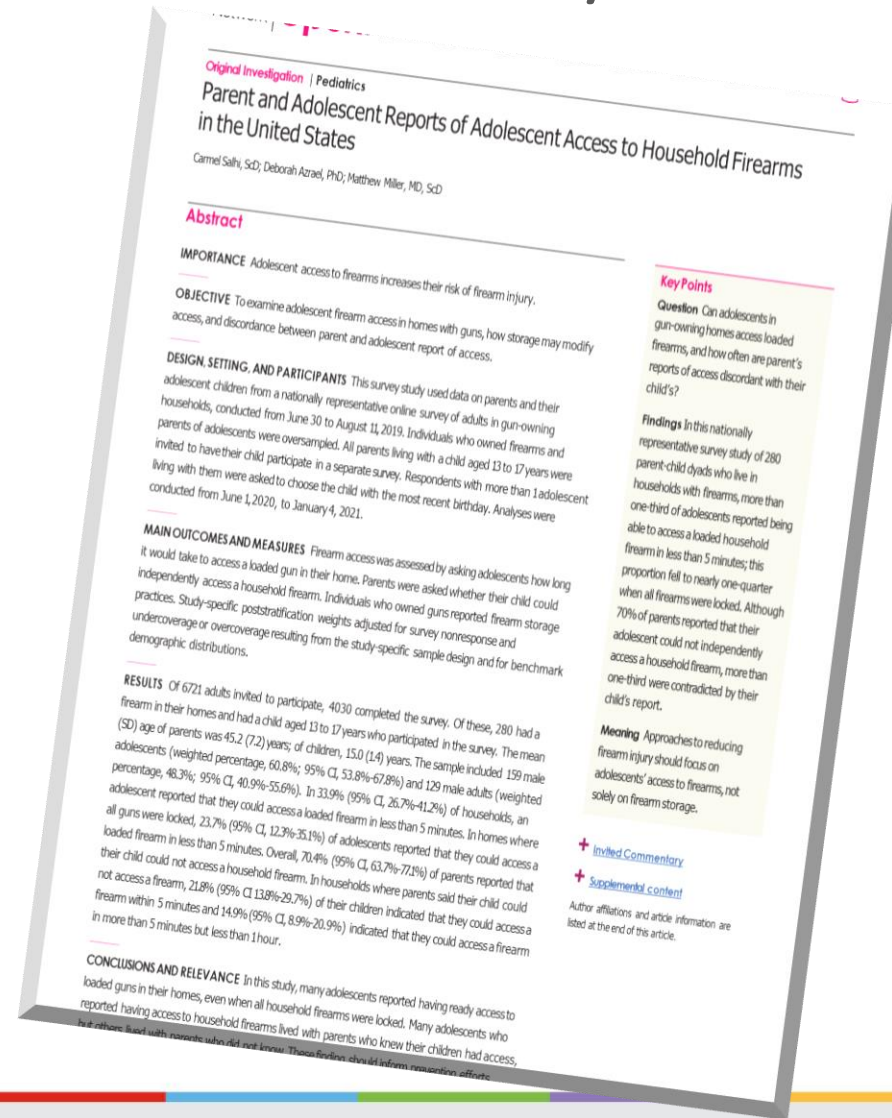 Original Investigation | Pediatrics
Parent and Adolescent Reports of Adolescent Access to Household Firearms
in the United States
Carmel Salhi, ScD; Deborah Azrael, PhD; Matthew Miller, MD, ScD
Abstract
IMPORTANCE Adolescent access to firearms increases their risk of firearm injury.
OBJECTIVE To examine adolescent firearm access in homes with guns, how storage may modify
access, and discordance between parent and adolescent report of access.
DESIGN, SETTING, AND PARTICIPANTS This survey study used data on parents and their
adolescent children from a nationally representative online survey of adults in gun-owning
households, conducted from June 30 to August 11, 2019. Individuals who owned firearms and
parents of adolescents were oversampled. All parents living with a child aged 13 to 17 years were
invited to have their child participate in a separate survey. Respondents with more than 1 adolescent
living with them were asked to choose the child with the most recent birthday. Analyses were
conducted from June 1, 2020, to January 4, 2021.
MAIN OUTCOMES AND MEASURES Firearm access was assessed by asking adolescents how long
it would take to access a loaded gun in their home. Parents were asked whether their child could
independently access a household firearm. Individuals who owned guns reported firearm storage
practices. Study-specific poststratification weights adjusted for survey nonresponse and
undercoverage or overcoverage resulting from the study-specific sample design and for benchmark
demographic distributions.
RESULTS Of 6721 adults invited to participate, 4030 completed the survey. Of these, 280 had a
firearm in their homes and had a child aged 13 to 17 years who participated in the survey. The mean
(SD) age of parents was 45.2 (7.2) years; of children, 15.0 (1.4) years. The sample included 159 male
adolescents (weighted percentage, 60.8%; 95% CI, 53.8%-67.8%) and 129 male adults (weighted
percentage, 48.3%; 95% CI, 40.9%-55.6%). In 33.9% (95% CI, 26.7%-41.2%) of households, an
adolescent reported that they could access a loaded firearm in less than 5 minutes. In homes where
all guns were locked, 23.7% (95% CI, 12.3%-35.1%) of adolescents reported that they could access a
loaded firearm in less than 5 minutes. Overall, 70.4% (95% CI, 63.7%-77.1%) of parents reported that
their child could not access a household firearm. In households where parents said their child could
not access a firearm, 21.8% (95% CI 13.8%-29.7%) of their children indicated that they could access a
firearm within 5 minutes and 14.9% (95% CI, 8.9%-20.9%) indicated that they could access a firearm
in more than 5 minutes but less than 1 hour.
CONCLUSIONS AND RELEVANCE In this study, many adolescents reported having ready access to
loaded guns in their homes, even when all household firearms were locked. Many adolescents who
reported having access to household firearms lived with parents who knew their children had access,
but others lived with parents who did not know. These finding should inform prevention efforts
Key Points
Question Can adolescents in
gun-owning homes access loaded
firearms, and how often are parent's
reports of access discordant with their
child's?
Findings In this nationally
representative survey study of 280
parent-child dyads who live in
households with firearms, more than
one-third of adolescents reported being
able to access a loaded household
firearm in less than 5 minutes; this
proportion fell to nearly one-quarter
when all firearms were locked. Although
70% of parents reported that their
adolescent could not independently
access a household firearm, more than
one-third were contradicted by their
child's report.
Meaning Approaches to reducing
firearm injury should focus on
adolescents' access to firearms, not
solely on firearm storage.
+ Invited Commentary
+ Supplemental content
Author affiliations and article information are
listed at the end of this article.